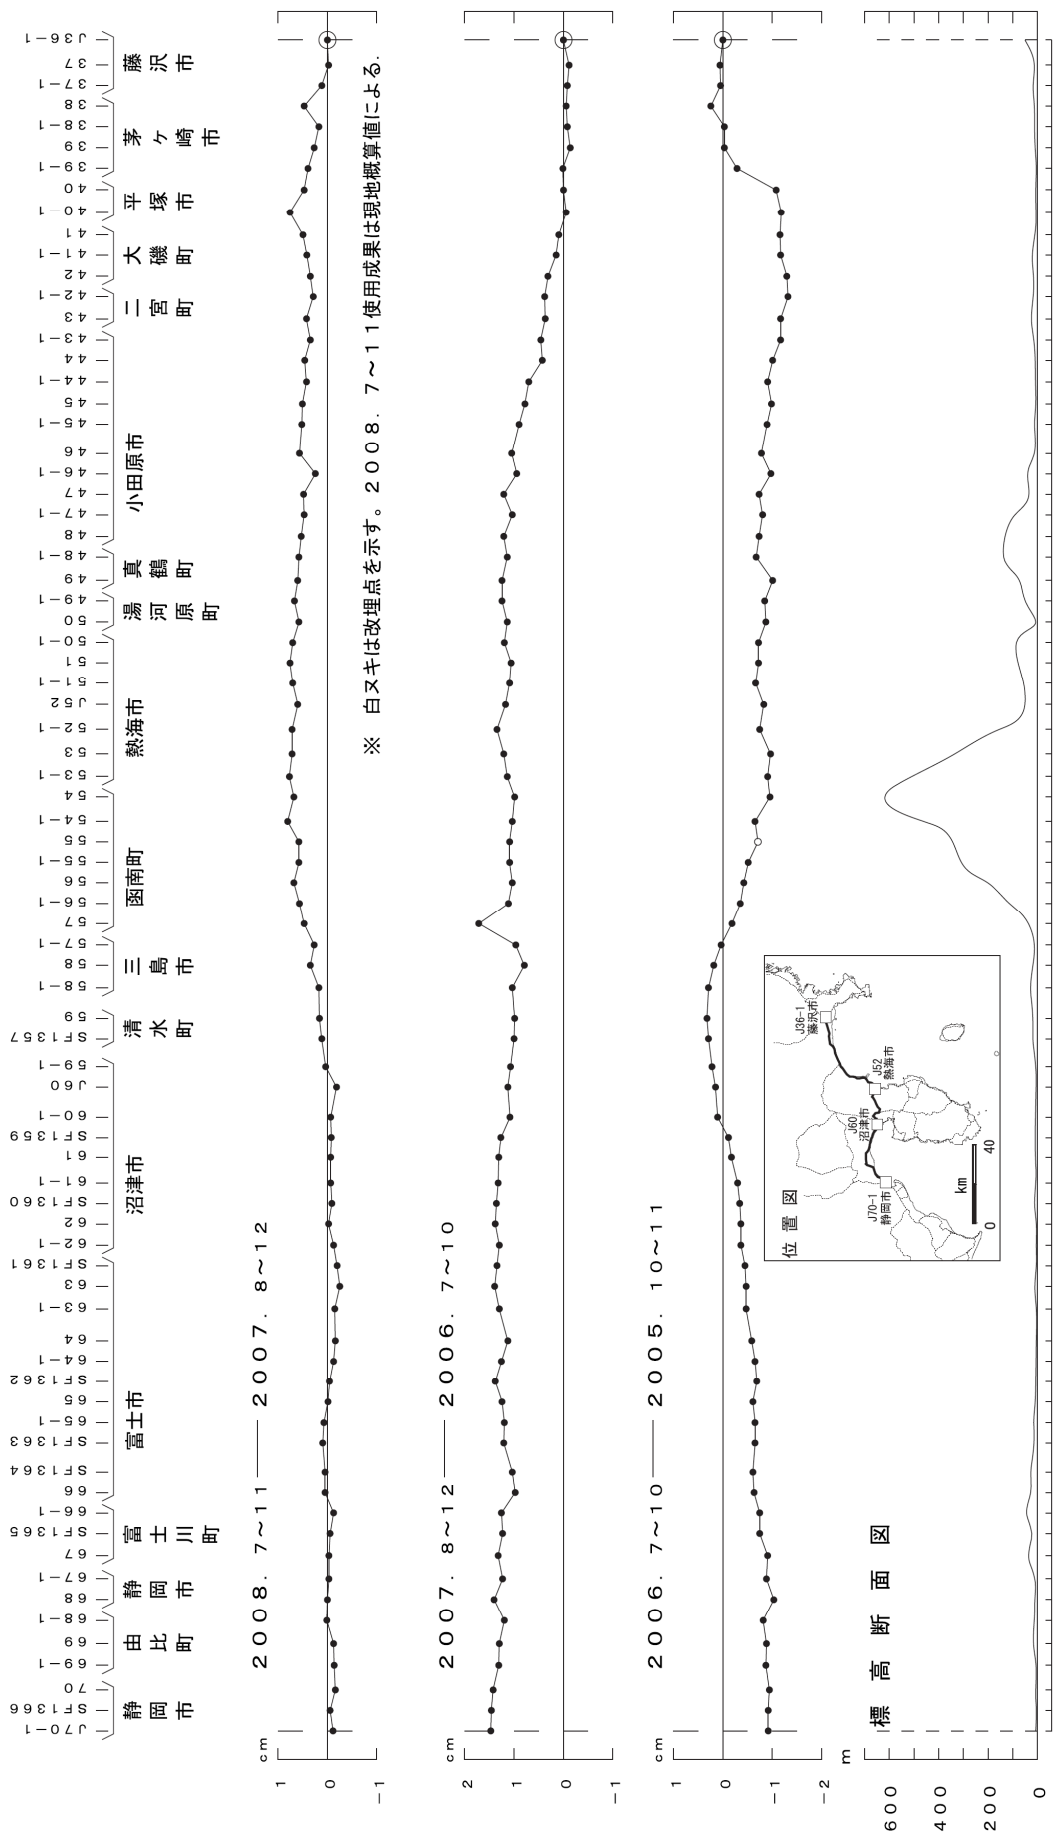 J70-1
SF1366
70
69-1
69
68-1
68
67-1
67
SF1365
66-1
66
SF1364
SF1363
65-1
65
SF1362
64-1
64
63-1
63
SF1361
62-1
62
SF1360
61-1
61
SF1359
60-1
J60
59-1
SF1357
59
58-1
58
57-1
57
56-1
56
55-1
55
54-1
54
53-1
53
52-1
J52
51-1
51
50-1
50
49-1
49
48-1
48
47-1
47
46-1
46
45-1
45
44-1
44
43-1
43
42-1
42
41-1
41
40-1
40
39-1
39
38-1
38
37-1
37
J36-1
静岡市
由比町
静岡市
富士川町
富士市
沼津市
清水町
三島市
函南町
熱海市
湯河原町
真鶴町
小田原市
二宮町
大磯町
平塚市
茅ヶ崎市
藤沢市
2008. 7～11 ―― 2007. 8～12
cm
1
0
-1
※ 白ヌキは改埋点を示す。2008. 7～11使用成果は現地概算値による.
2007. 8～12 ―― 2006. 7～10
cm
2
1
0
-1
2006. 7～10 ―― 2005. 10～11
cm
1
0
-1
-2
位置図
J36-1
藤沢市
J52
熱海市
J60
沼津市
J70-1
静岡市
km
0
40
標高断面図
m
600
400
200
0